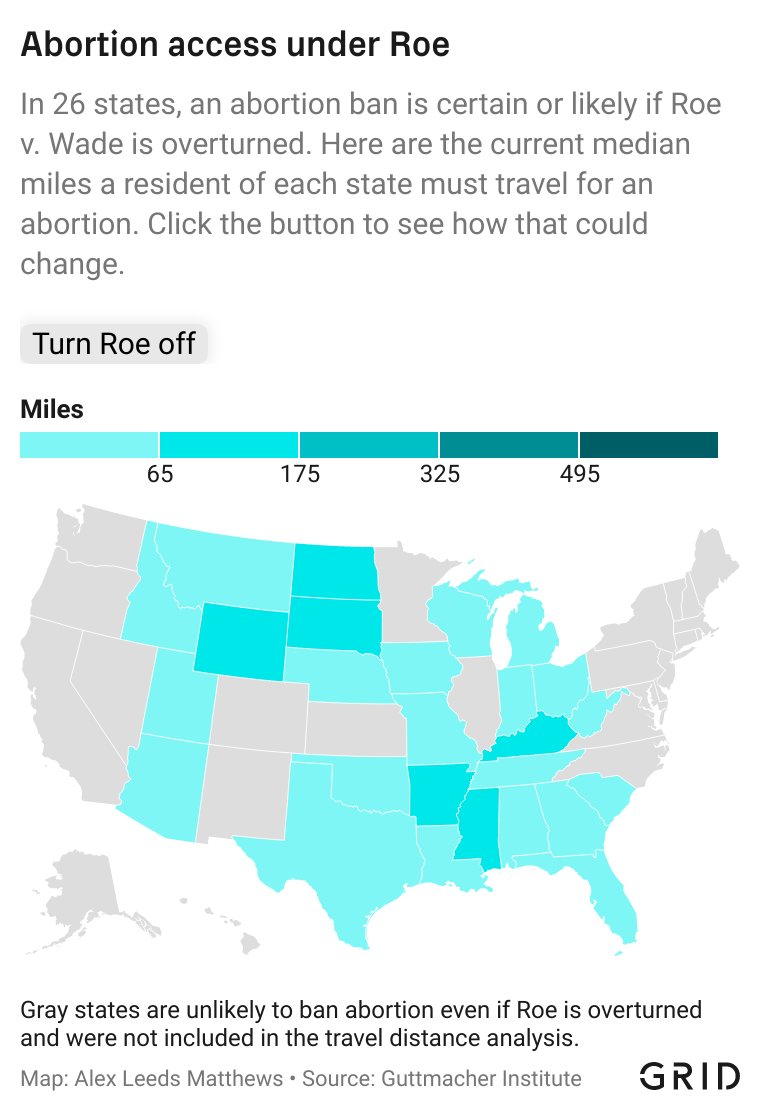 Abortion access under Roe
In 26 states, an abortion ban is certain or likely if Roe
v. Wade is overturned. Here are the current median
miles a resident of each state must travel for an
abortion. Click the button to see how that could
change.
Turn Roe off
Miles
65 175 325 495
Gray states are unlikely to ban abortion even if Roe is overturned
and were not included in the travel distance analysis.
Map: Alex Leeds Matthews • Source: Guttmacher Institute GRID